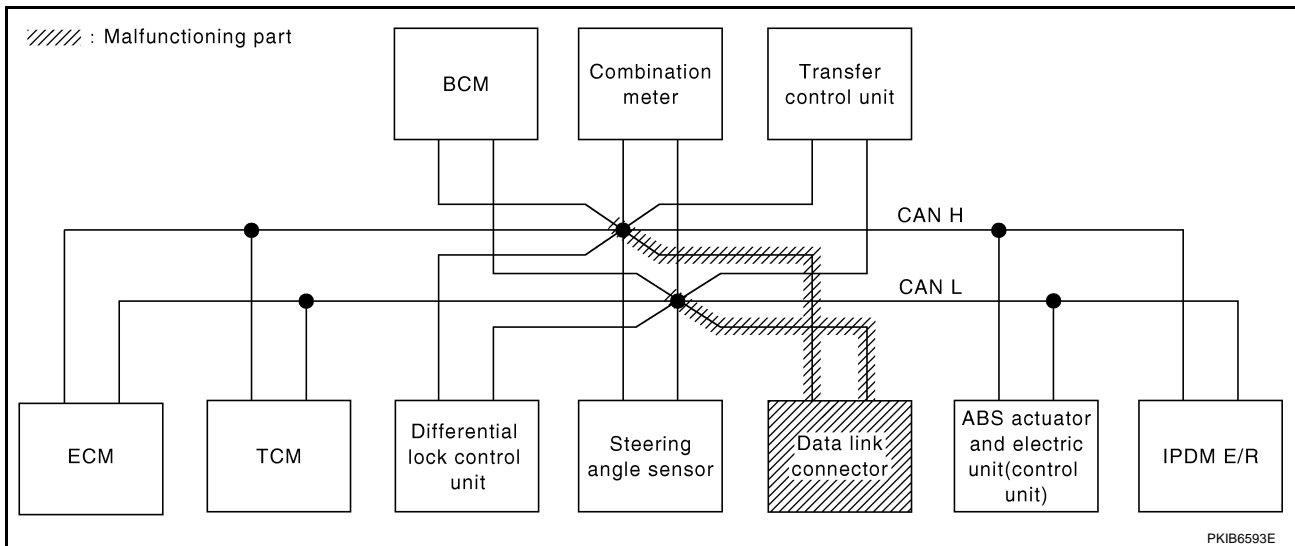 : Malfunctioning part
BCM
Combination
meter
Transfer
control unit
CAN H
CAN L
ECM
TCM
Differential
lock control
unit
Steering
angle sensor
Data link
connector
ABS actuator
and electric
unit(control
unit)
IPDM E/R
PKIB6593E